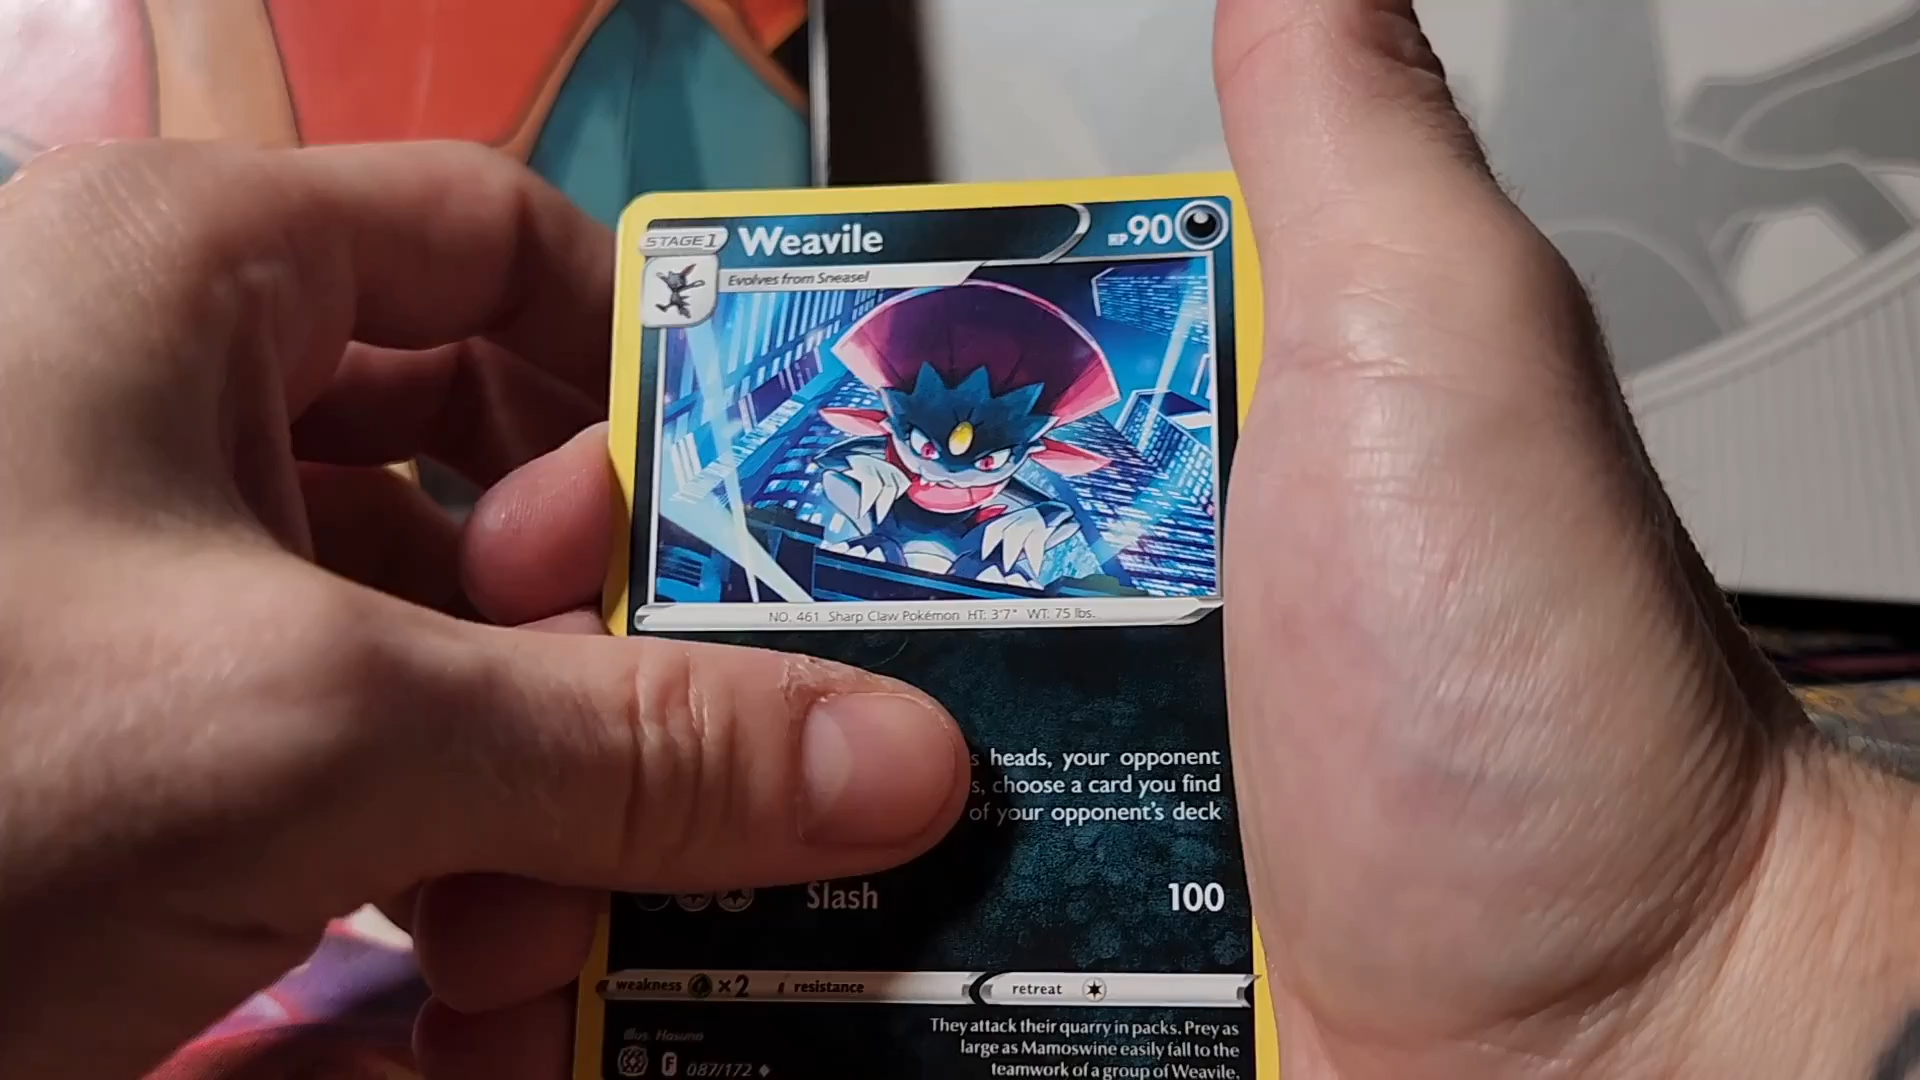 STAGE 1 Weavile HP 90
Evolves from Sneasel
NO. 461 Sharp Claw Pokémon HT: 3'7" WT: 75 lbs.
heads, your opponent
choose a card you find
of your opponent's deck
Slash 100
weakness ×2 resistance retreat
They attack their quarry in packs. Prey as
large as Mamoswine easily fall to the
teamwork of a group of Weavile.
Illus. Hasuno
F 087/172